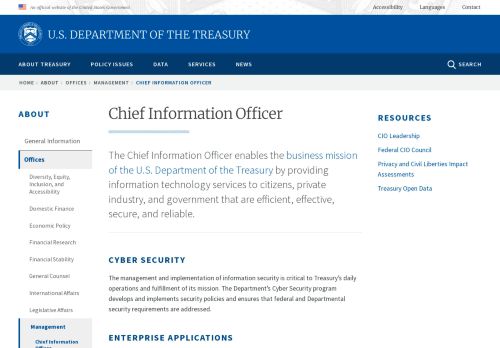 An official website of the United States Government
Accessibility Languages Contact
U.S. DEPARTMENT OF THE TREASURY
ABOUT TREASURY POLICY ISSUES DATA SERVICES NEWS SEARCH
HOME › ABOUT › OFFICES › MANAGEMENT › CHIEF INFORMATION OFFICER
ABOUT
General Information
Offices
Diversity, Equity,
Inclusion, and
Accessibility
Domestic Finance
Economic Policy
Financial Research
Financial Stability
General Counsel
International Affairs
Legislative Affairs
Management
Chief Information
Officer
Chief Information Officer
The Chief Information Officer enables the business mission
of the U.S. Department of the Treasury by providing
information technology services to citizens, private
industry, and government that are efficient, effective,
secure, and reliable.
CYBER SECURITY
The management and implementation of information security is critical to Treasury's daily
operations and fulfillment of its mission. The Department's Cyber Security program
develops and implements security policies and ensures that federal and Departmental
security requirements are addressed.
ENTERPRISE APPLICATIONS
RESOURCES
CIO Leadership
Federal CIO Council
Privacy and Civil Liberties Impact
Assessments
Treasury Open Data